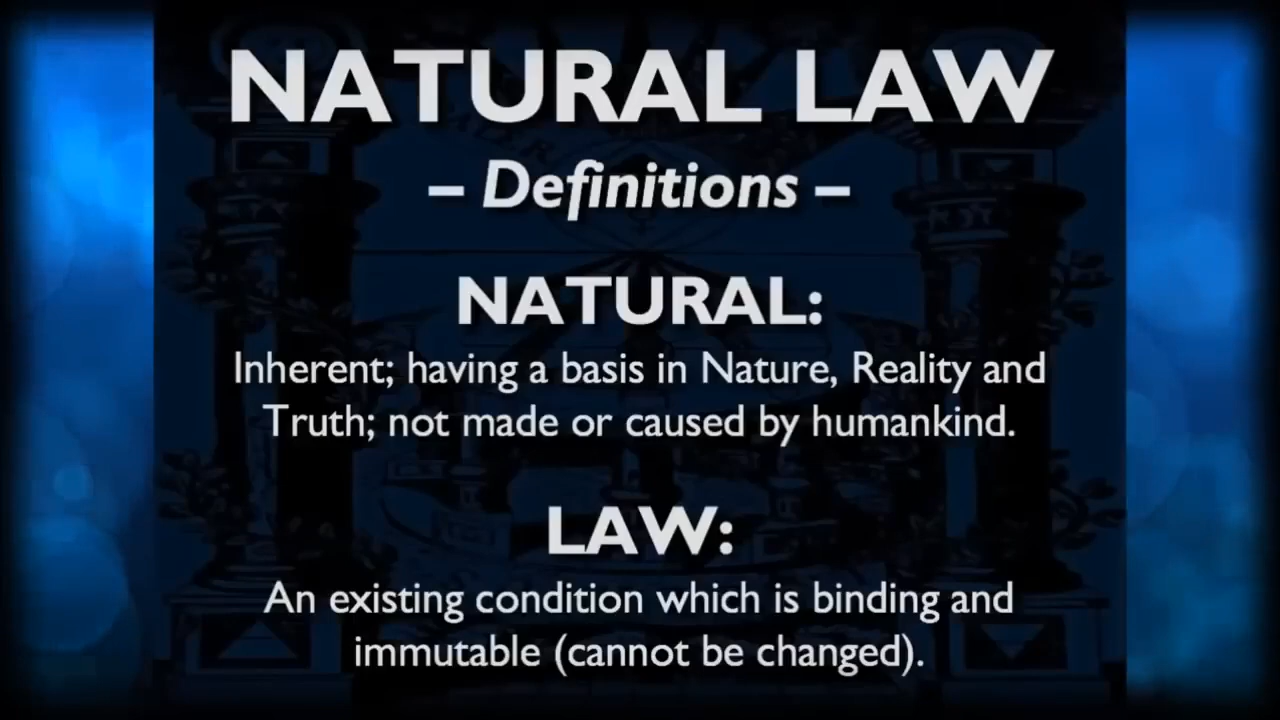 NATURAL LAW
– Definitions –
NATURAL:
Inherent; having a basis in Nature, Reality and
Truth; not made or caused by humankind.
LAW:
An existing condition which is binding and
immutable (cannot be changed).